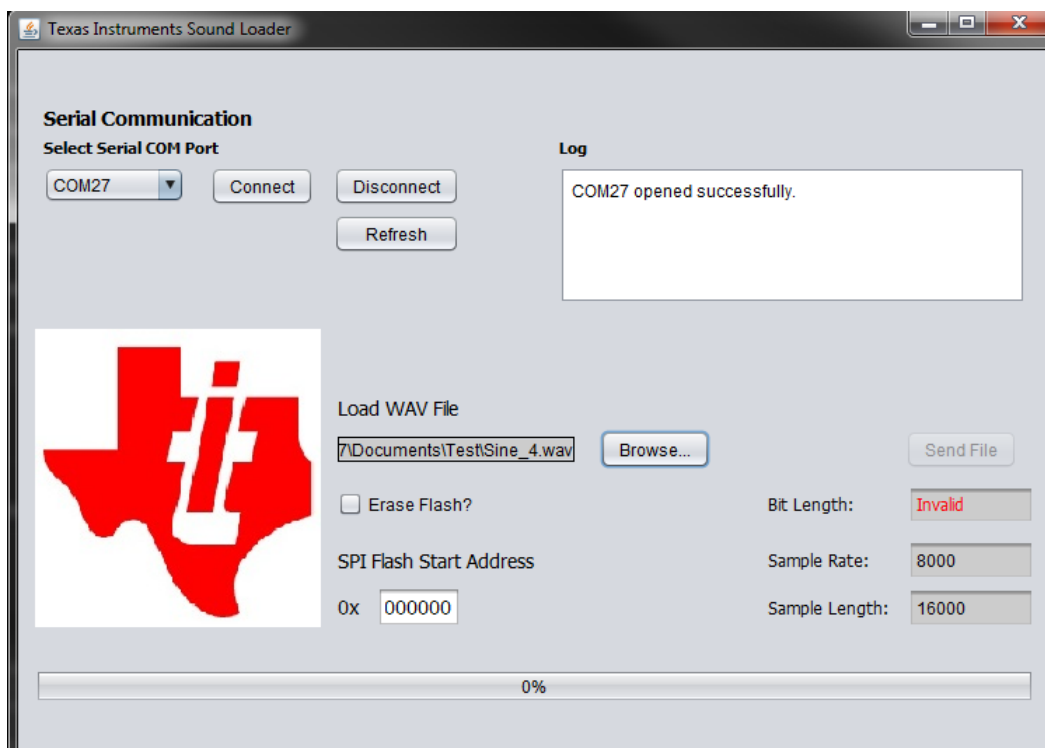 Texas Instruments Sound Loader
Serial Communication
Select Serial COM Port
Log
COM27
Connect
Disconnect
COM27 opened successfully.
Refresh
Load WAV File
7\Documents\Test\Sine_4.wav
Browse...
Send File
Erase Flash?
Bit Length:
Invalid
SPI Flash Start Address
Sample Rate:
8000
0x
000000
Sample Length:
16000
0%